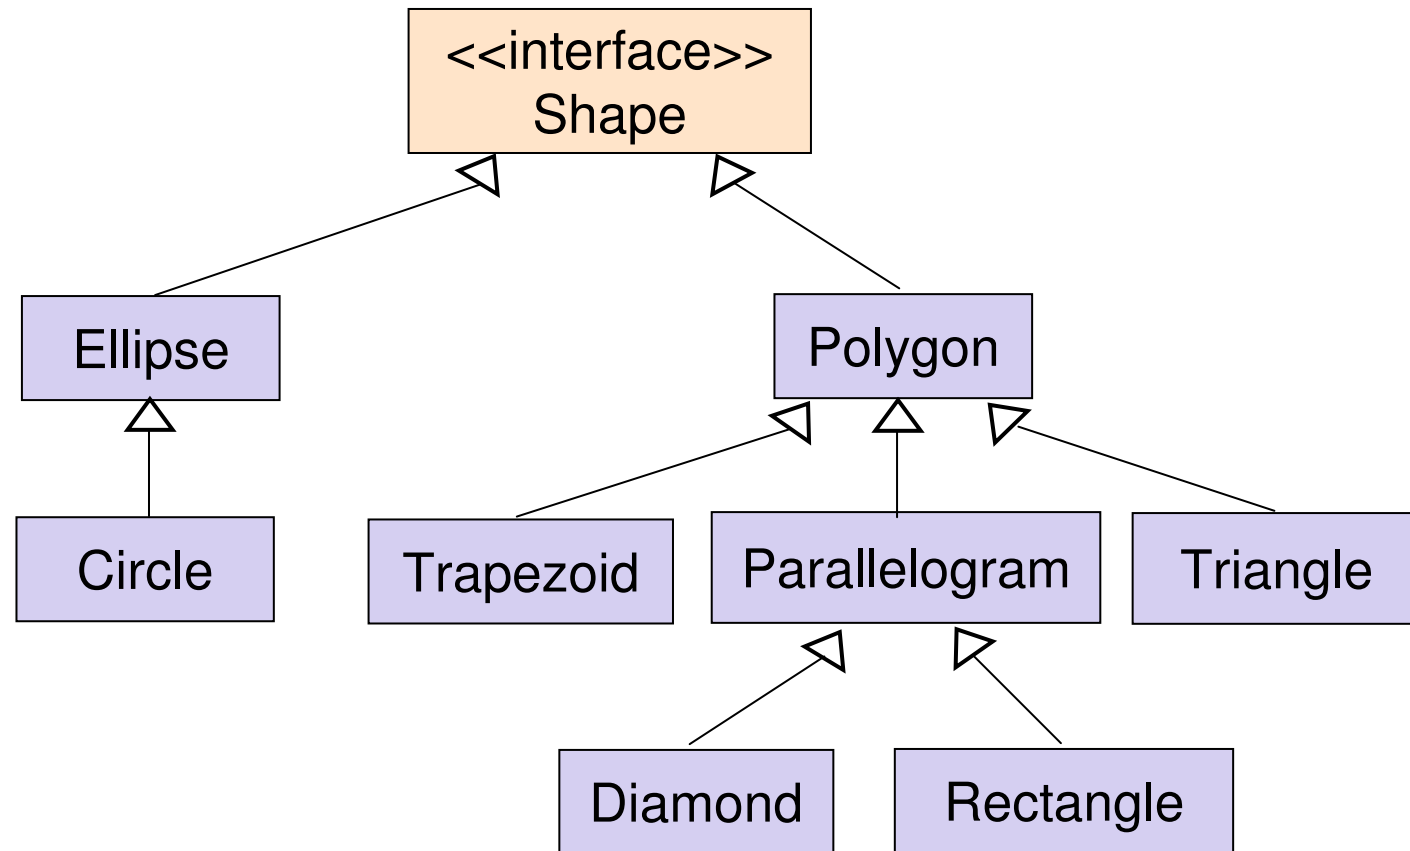 <<interface>>
Shape
Ellipse
Polygon
Circle
Trapezoid
Parallelogram
Triangle
Diamond
Rectangle